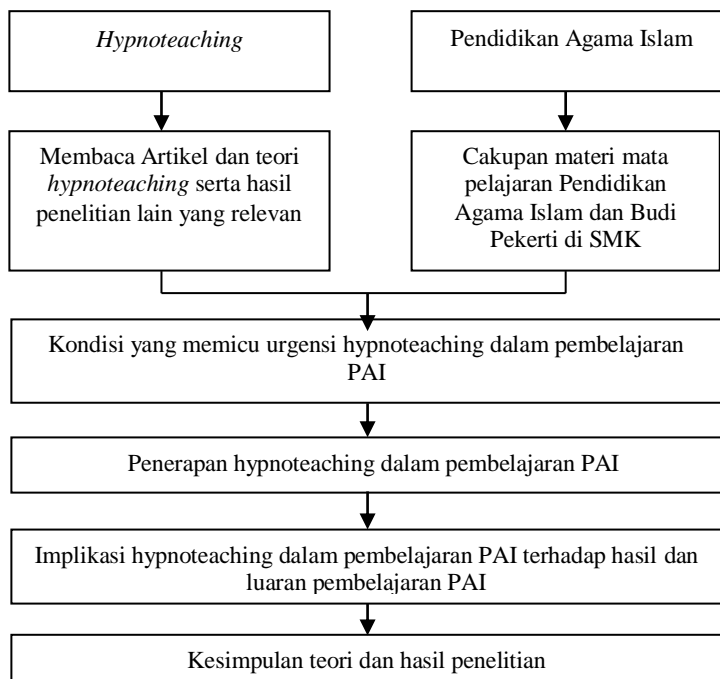 Hypnoteaching
Pendidikan Agama Islam
Membaca Artikel dan teori
hypnoteaching serta hasil
penelitian lain yang relevan
Cakupan materi mata
pelajaran Pendidikan
Agama Islam dan Budi
Pekerti di SMK
Kondisi yang memicu urgensi hypnoteaching dalam pembelajaran
PAI
Penerapan hypnoteaching dalam pembelajaran PAI
Implikasi hypnoteaching dalam pembelajaran PAI terhadap hasil dan
luaran pembelajaran PAI
Kesimpulan teori dan hasil penelitian